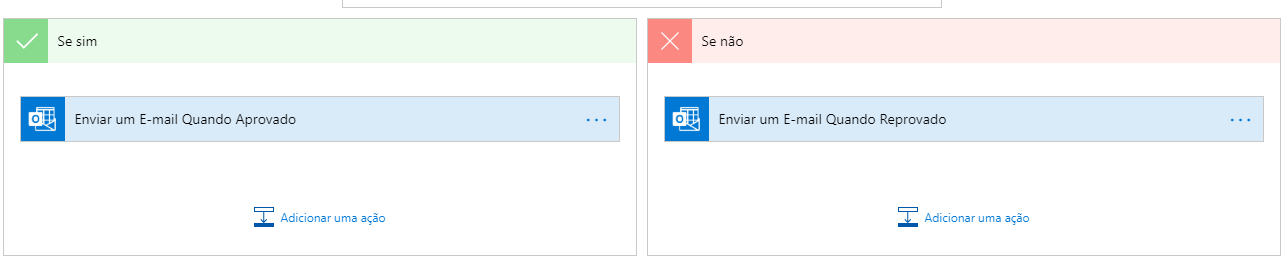 Se sim
Enviar um E-mail Quando Aprovado
Adicionar uma ação
Se não
Enviar um E-mail Quando Reprovado
Adicionar uma ação